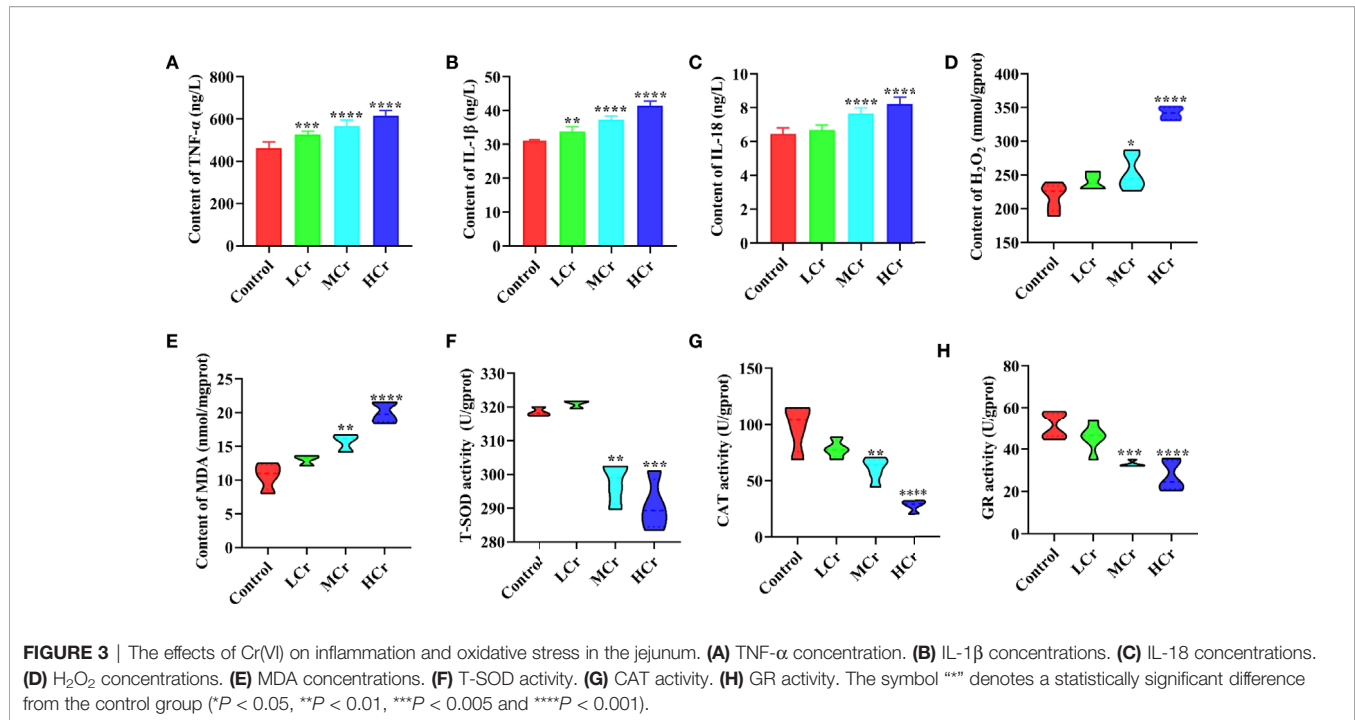 A
Content of TNF-α (ng/L)
800
600
400
200
0
***
****
****
Control
LCr
MCr
HCr
B
Content of IL-1β (ng/L)
50
40
30
20
10
0
**
****
****
Control
LCr
MCr
HCr
C
Content of IL-18 (ng/L)
10
8
6
4
2
0
****
****
Control
LCr
MCr
HCr
D
Content of H₂O₂ (mmol/gprot)
400
350
300
250
200
150
*
****
Control
LCr
MCr
HCr
E
Content of MDA (nmol/mgprot)
25
20
15
10
5
0
**
****
Control
LCr
MCr
HCr
F
T-SOD activity (U/gprot)
330
320
310
300
290
280
**
***
Control
LCr
MCr
HCr
G
CAT activity (U/gprot)
150
100
50
0
**
****
Control
LCr
MCr
HCr
H
GR activity (U/gprot)
80
60
40
20
0
***
****
Control
LCr
MCr
HCr
FIGURE 3 | The effects of Cr(VI) on inflammation and oxidative stress in the jejunum. (A) TNF-α concentration. (B) IL-1β concentrations. (C) IL-18 concentrations.
(D) H₂O₂ concentrations. (E) MDA concentrations. (F) T-SOD activity. (G) CAT activity. (H) GR activity. The symbol “*” denotes a statistically significant difference
from the control group (*P < 0.05, **P < 0.01, ***P < 0.005 and ****P < 0.001).